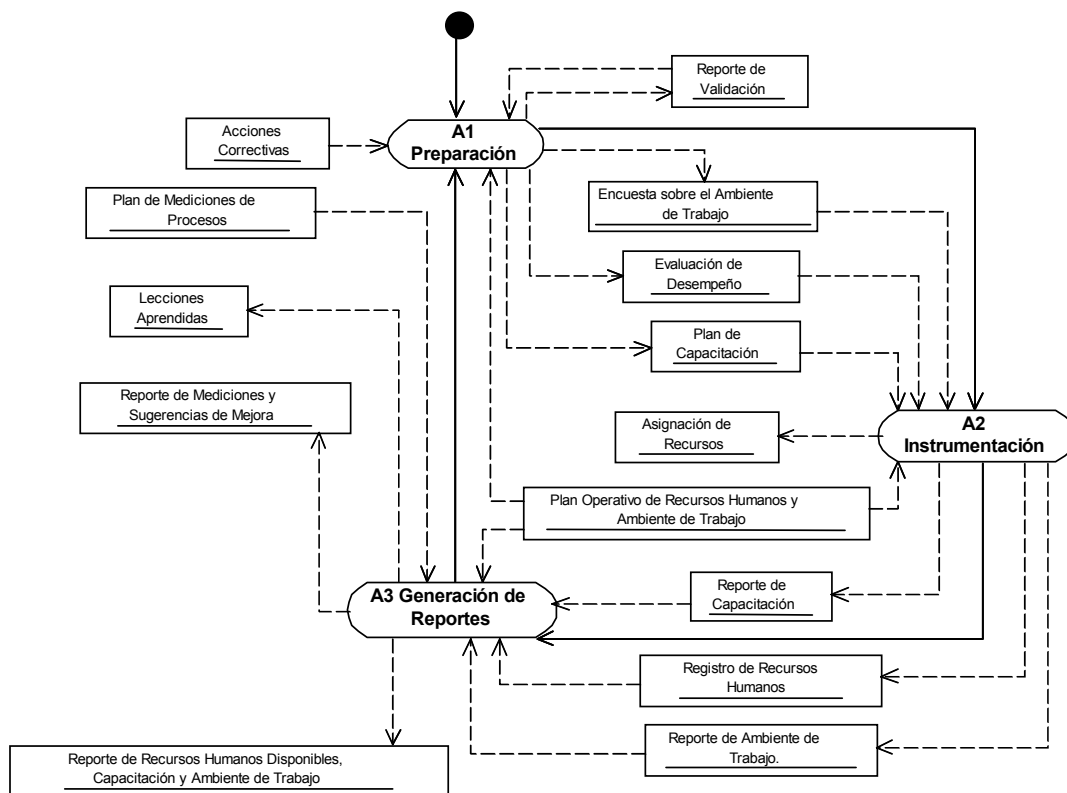 Reporte de
Validación
A1
Preparación
Acciones
Correctivas
Plan de Mediciones de
Procesos
Encuesta sobre el Ambiente
de Trabajo
Evaluación de
Desempeño
Lecciones
Aprendidas
Plan de
Capacitación
Reporte de Mediciones y
Sugerencias de Mejora
Asignación de
Recursos
A2
Instrumentación
Plan Operativo de Recursos Humanos y
Ambiente de Trabajo
A3 Generación de
Reportes
Reporte de
Capacitación
Registro de Recursos
Humanos
Reporte de Ambiente de
Trabajo.
Reporte de Recursos Humanos Disponibles,
Capacitación y Ambiente de Trabajo